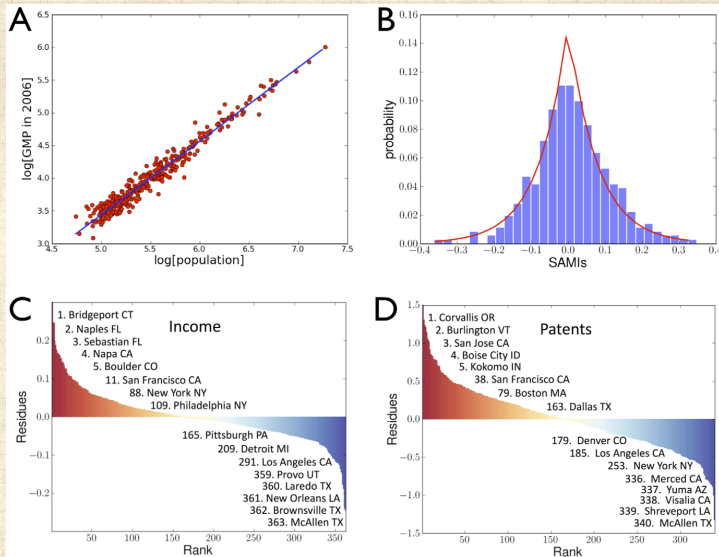 A
log[GMP in 2006]
6.0
5.5
5.0
4.5
4.0
3.5
3.0
4.5 5.0 5.5 6.0 6.5 7.0 7.5
log[population]
B
probability
0.16
0.14
0.12
0.10
0.08
0.06
0.04
0.02
0.00
−0.4 −0.3 −0.2 −0.1 0.0 0.1 0.2 0.3 0.4
SAMIs
C
Income
Residues
0.2
0.1
0.0
−0.1
−0.2
1. Bridgeport CT
2. Naples FL
3. Sebastian FL
4. Napa CA
5. Boulder CO
11. San Francisco CA
88. New York NY
109. Philadelphia NY
165. Pittsburgh PA
209. Detroit MI
291. Los Angeles CA
359. Provo UT
360. Laredo TX
361. New Orleans LA
362. Brownsville TX
363. McAllen TX
50 100 150 200 250 300 350
Rank
D
Patents
Residues
1.5
1.0
0.5
0.0
−0.5
−1.0
−1.5
1. Corvallis OR
2. Burlington VT
3. San Jose CA
4. Boise City ID
5. Kokomo IN
38. San Francisco CA
79. Boston MA
163. Dallas TX
179. Denver CO
185. Los Angeles CA
253. New York NY
336. Merced CA
337. Yuma AZ
338. Visalia CA
339. Shreveport LA
340. McAllen TX
50 100 150 200 250 300
Rank